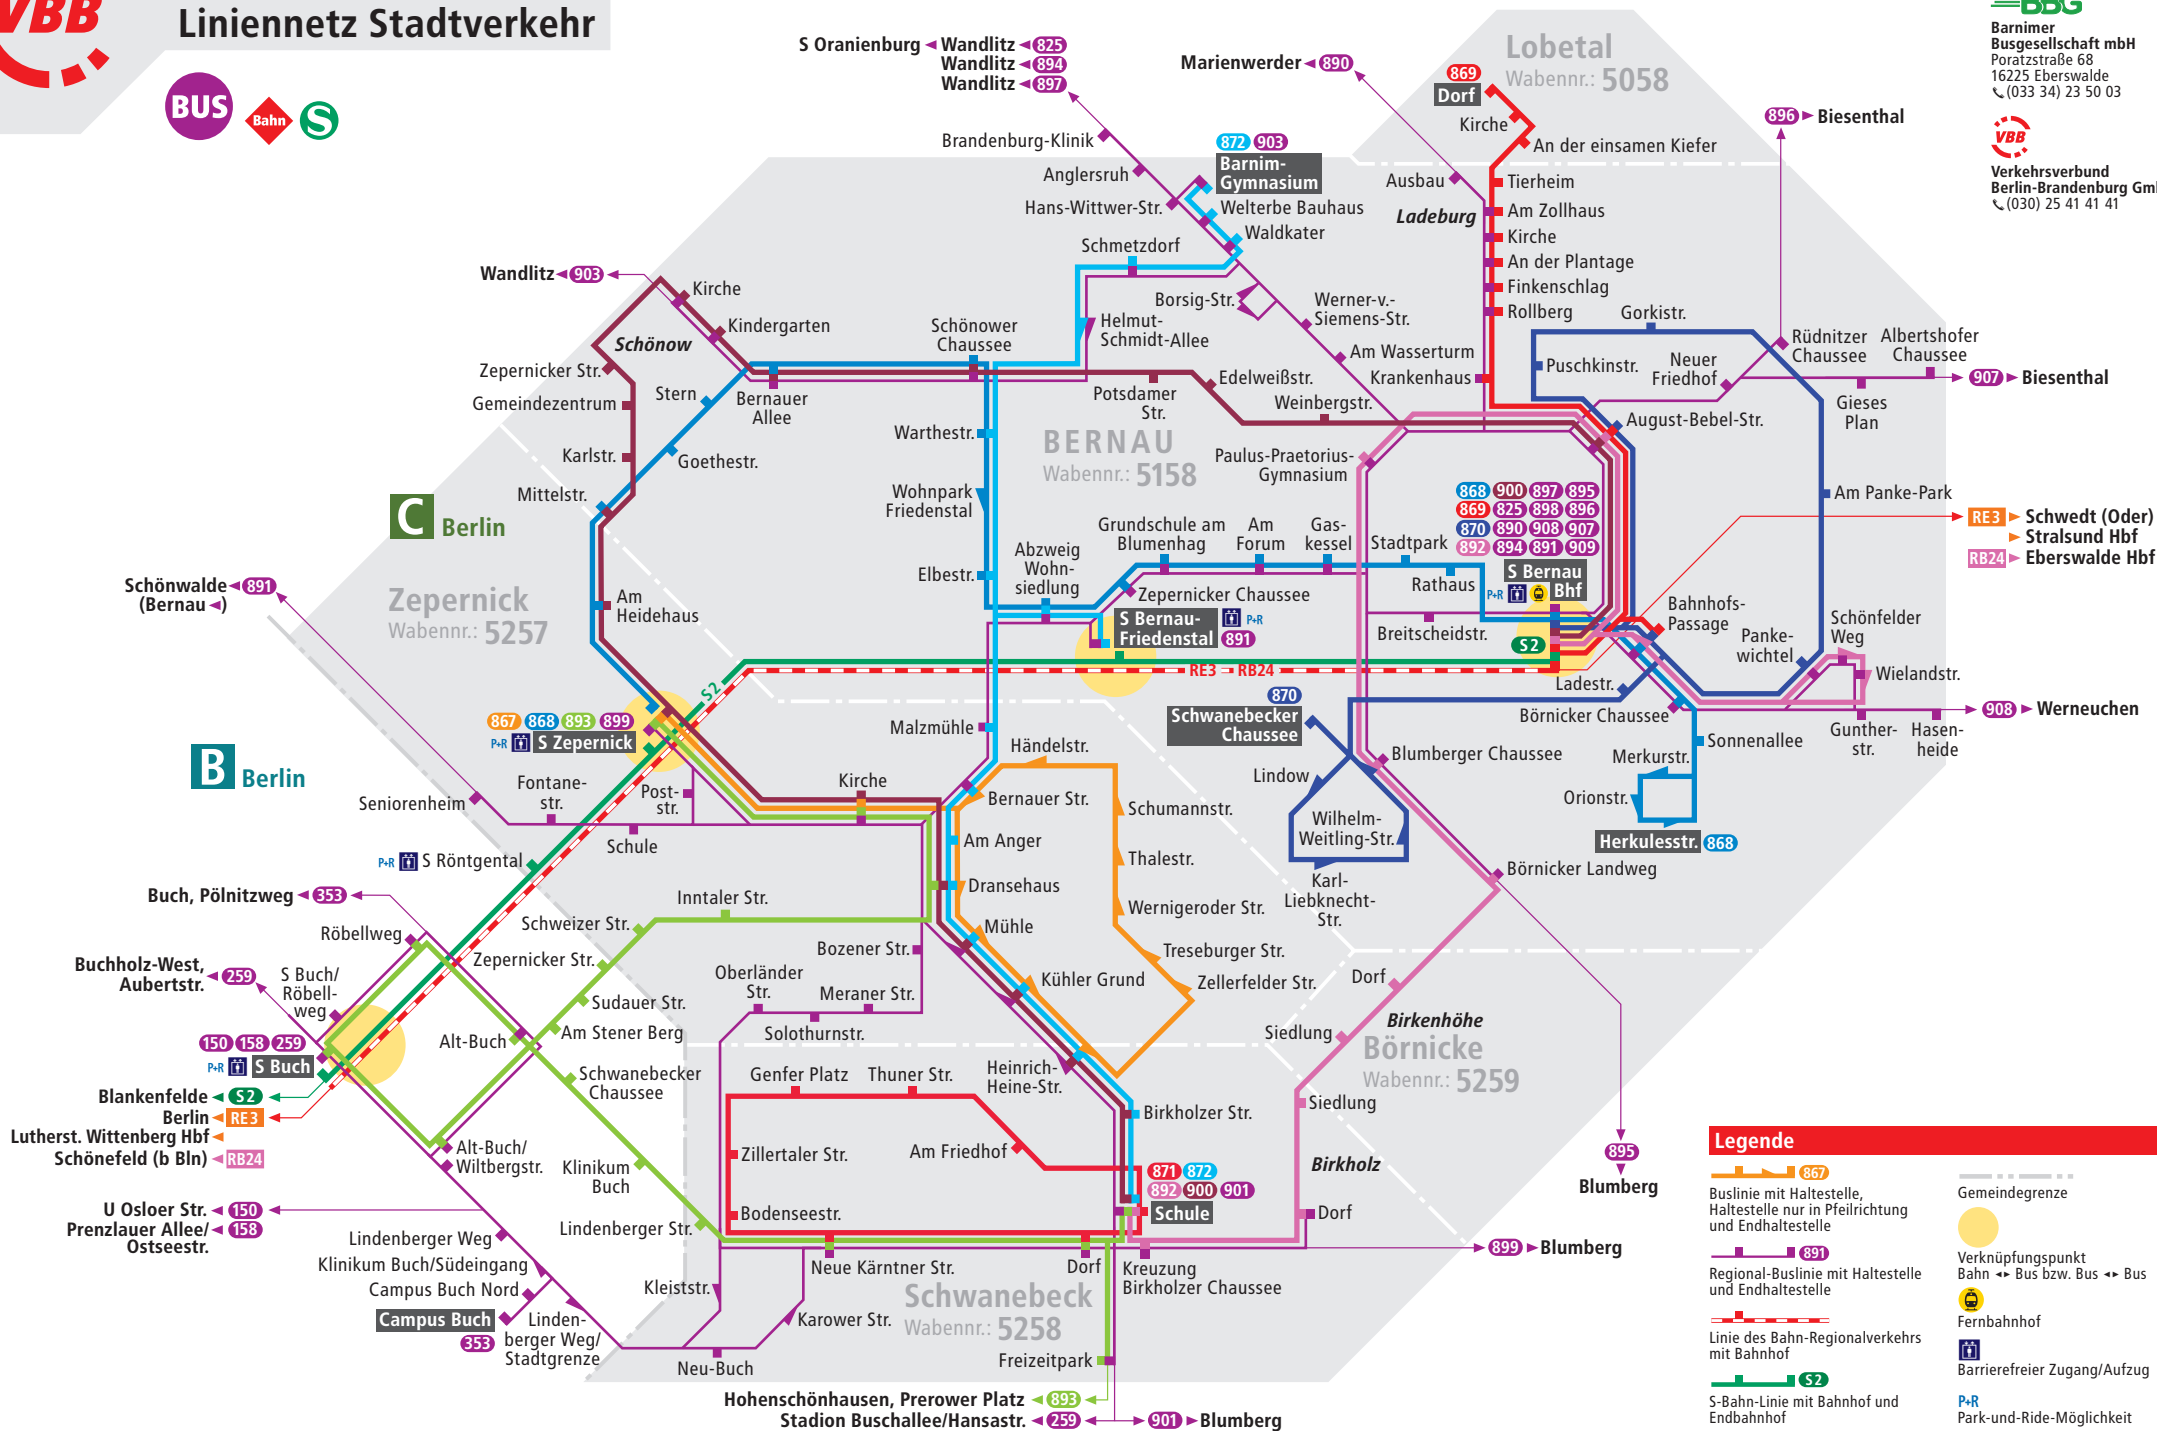 VBB
Liniennetz Stadtverkehr
BUS
Bahn
S
BBG
Barnimer
Busgesellschaft mbH
Poratzstraße 68
16225 Eberswalde
(033 34) 23 50 03
VBB
Verkehrsverbund
Berlin-Brandenburg
(030) 25 41 41 41
S Oranienburg Wandlitz 825
Wandlitz 894
Wandlitz 897
Marienwerder 890
Lobetal
Wabennr.: 5058
869
Dorf
Kirche
An der einsamen Kiefer
896 Biesenthal
Brandenburg-Klinik
Anglersruh
Hans-Wittwer-Str.
872 903
Barnim-
Gymnasium
Welterbe Bauhaus
Waldkater
Schmetzdorf
Ausbau
Ladeburg
Tierheim
Am Zollhaus
Kirche
An der Plantage
Finkenschlag
Rollberg
Wandlitz 903
Kirche
Kindergarten
Schönow
Schönower
Chaussee
Helmut-
Schmidt-Allee
Borsig-Str.
Werner-v.-
Siemens-Str.
Am Wasserturm
Krankenhaus
Gorkistr.
Puschkinstr.
Neuer
Friedhof
Rüdnitzer
Chaussee
Albertshofer
Chaussee
907 Biesenthal
Gieses
Plan
Zepernicker Str.
Gemeindezentrum
Karlstr.
Mittelstr.
Stern
Goethestr.
Bernauer
Allee
Warthestr.
Wohnpark
Friedenstal
Elbestr.
Potsdamer
Str.
Edelweißstr.
Weinbergstr.
BERNAU
Wabennr.: 5158
Paulus-Praetorius-
Gymnasium
August-Bebel-Str.
Am Panke-Park
868 900 897 895
869 825 898 896
870 890 908 907
892 894 891 909
S Bernau
Bhf
P+R
S2
RE3 Schwedt (Oder)
Stralsund Hbf
RB24 Eberswalde Hbf
C Berlin
Zepernick
Wabennr.: 5257
Am
Heidehaus
Abzweig
Wohn-
siedlung
Grundschule am
Blumenhag
Am
Forum
Gas-
kessel
Stadtpark
Rathaus
Zepernicker Chaussee
S Bernau-
Friedenstal 891
P+R
Breitscheidstr.
Bahnhofs-
Passage
Panke-
wichtel
Schönfelder
Weg
Wielandstr.
Ladestr.
Börnicker Chaussee
Gunther-
str.
Hasen-
heide
908 Werneuchen
Sonnenallee
Merkurstr.
Orionstr.
Herkulesstr. 868
Schönwalde 891
(Bernau )
S2
RE3 RB24
867 868 893 899
P+R S Zepernick
B Berlin
Seniorenheim
Fontane-
str.
Schule
Post-
str.
Kirche
Malzmühle
Händelstr.
Bernauer Str.
Am Anger
Dransehaus
Mühle
Kühler Grund
Schumannstr.
Thalestr.
Wernigeroder Str.
Treseburger Str.
Zellerfelder Str.
870
Schwanebecker
Chaussee
Lindow
Wilhelm-
Weitling-Str.
Karl-
Liebknecht-
Str.
Blumberger Chaussee
Börnicker Landweg
P+R S Röntgental
Buch, Pölnitzweg 353
Röbellweg
Buchholz-West,
Aubertstr. 259
S Buch/
Röbell-
weg
150 158 259
P+R S Buch
Blankenfelde S2
Berlin RE3
Lutherst. Wittenberg Hbf
Schönefeld (b Bln) RB24
U Osloer Str. 150
Prenzlauer Allee/ 158
Ostseestr.
Inntaler Str.
Schweizer Str.
Zepernicker Str.
Sudauer Str.
Am Stener Berg
Alt-Buch
Schwanebecker
Chaussee
Alt-Buch/
Wiltbergstr.
Klinikum
Buch
Lindenberger Str.
Lindenberger Weg
Klinikum Buch/Südeingang
Campus Buch Nord
Campus Buch
353
Linden-
berger Weg/
Stadtgrenze
Bozener Str.
Oberländer
Str.
Meraner Str.
Solothurnstr.
Heinrich-
Heine-Str.
Genfer Platz
Thuner Str.
Zillertaler Str.
Am Friedhof
Bodenseestr.
Birkholzer Str.
871 872
892 900 901
Schule
Dorf
Siedlung
Birkenhöhe
Börnicke
Wabennr.: 5259
Siedlung
Birkholz
Dorf
895
Blumberg
899 Blumberg
Neue Kärntner Str.
Dorf
Kreuzung
Birkholzer Chaussee
Kleiststr.
Karower Str.
Neu-Buch
Schwanebeck
Wabennr.: 5258
Freizeitpark
Hohenschönhausen, Prerower Platz 893
Stadion Buschallee/Hansastr. 259
901 Blumberg
Legende
867
Buslinie mit Haltestelle,
Haltestelle nur in Pfeilrichtung
und Endhaltestelle
891
Regional-Buslinie mit Haltestelle
und Endhaltestelle
Linie des Bahn-Regionalverkehrs
mit Bahnhof
S2
S-Bahn-Linie mit Bahnhof und
Endbahnhof
Gemeindegrenze
Verknüpfungspunkt
Bahn Bus bzw. Bus Bus
Fernbahnhof
Barrierefreier Zugang/Aufzug
P+R
Park-und-Ride-Möglichkeit